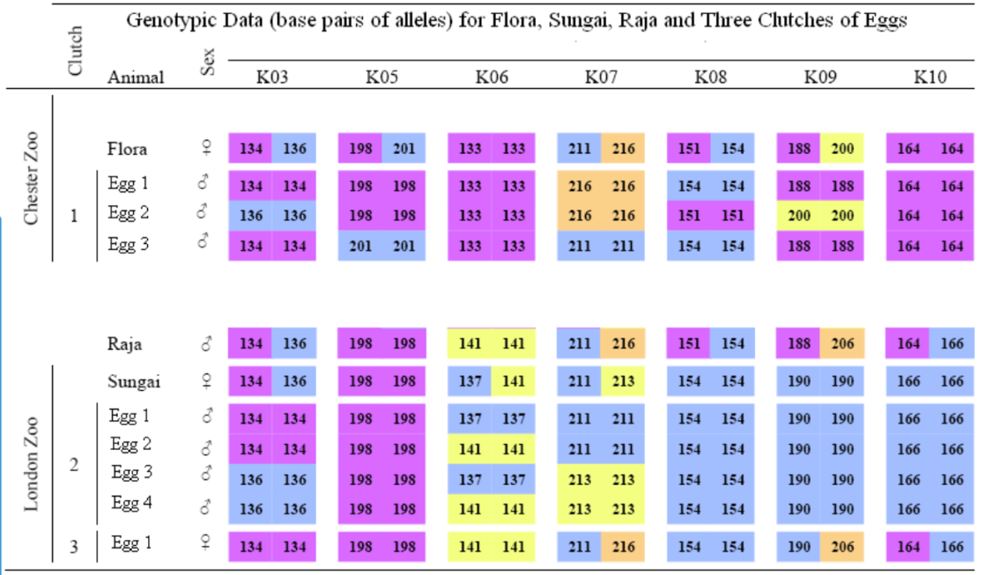 Genotypic Data (base pairs of alleles) for Flora, Sungai, Raja and Three Clutches of Eggs
Clutch Animal Sex K03 K05 K06 K07 K08 K09 K10
Chester Zoo
Flora ♀ 134 136 198 201 133 133 211 216 151 154 188 200 164 164
1
Egg 1 ♂ 134 134 198 198 133 133 216 216 154 154 188 188 164 164
Egg 2 ♂ 136 136 198 198 133 133 216 216 151 151 200 200 164 164
Egg 3 ♂ 134 134 201 201 133 133 211 211 154 154 188 188 164 164
London Zoo
Raja ♂ 134 136 198 198 141 141 211 216 151 154 188 206 164 166
Sungai ♀ 134 136 198 198 137 141 211 213 154 154 190 190 166 166
2
Egg 1 ♂ 134 134 198 198 137 137 211 211 154 154 190 190 166 166
Egg 2 ♂ 134 134 198 198 141 141 211 211 154 154 190 190 166 166
Egg 3 ♂ 136 136 198 198 137 137 213 213 154 154 190 190 166 166
Egg 4 ♂ 136 136 198 198 141 141 213 213 154 154 190 190 166 166
3 Egg 1 ♀ 134 134 198 198 141 141 211 216 154 154 190 206 164 166